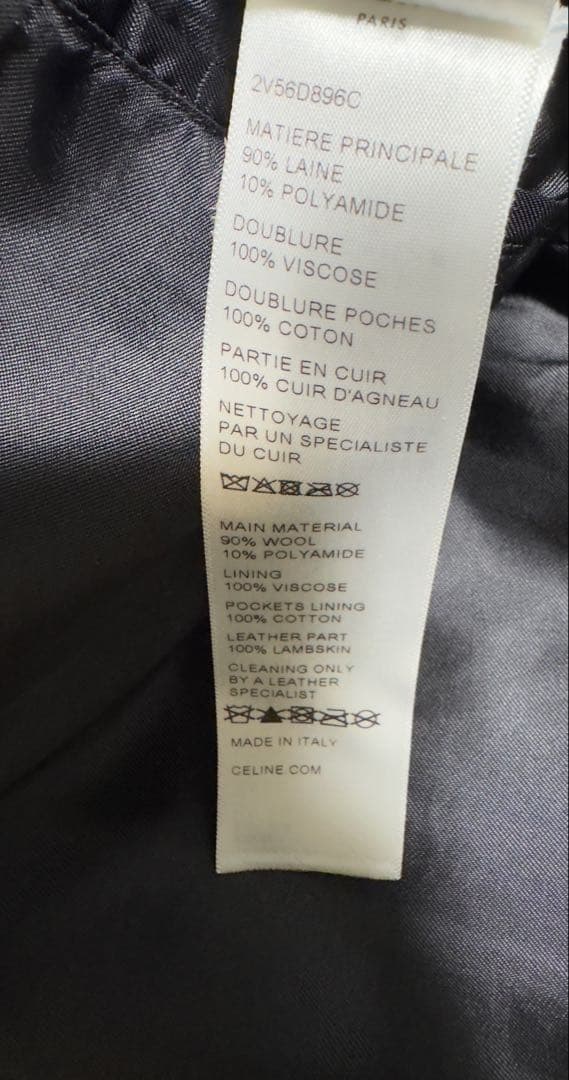 PARIS
2V56D896C
MATIERE PRINCIPALE
90% LAINE
10% POLYAMIDE
DOUBLURE
100% VISCOSE
DOUBLURE POCHES
100% COTON
PARTIE EN CUIR
100% CUIR D'AGNEAU
NETTOYAGE
PAR UN SPECIALISTE
DU CUIR
MAIN MATERIAL
90% WOOL
10% POLYAMIDE
LINING
100% VISCOSE
POCKETS LINING
100% COTTON
LEATHER PART
100% LAMBSKIN
CLEANING ONLY
BY A LEATHER
SPECIALIST
MADE IN ITALY
CELINE.COM